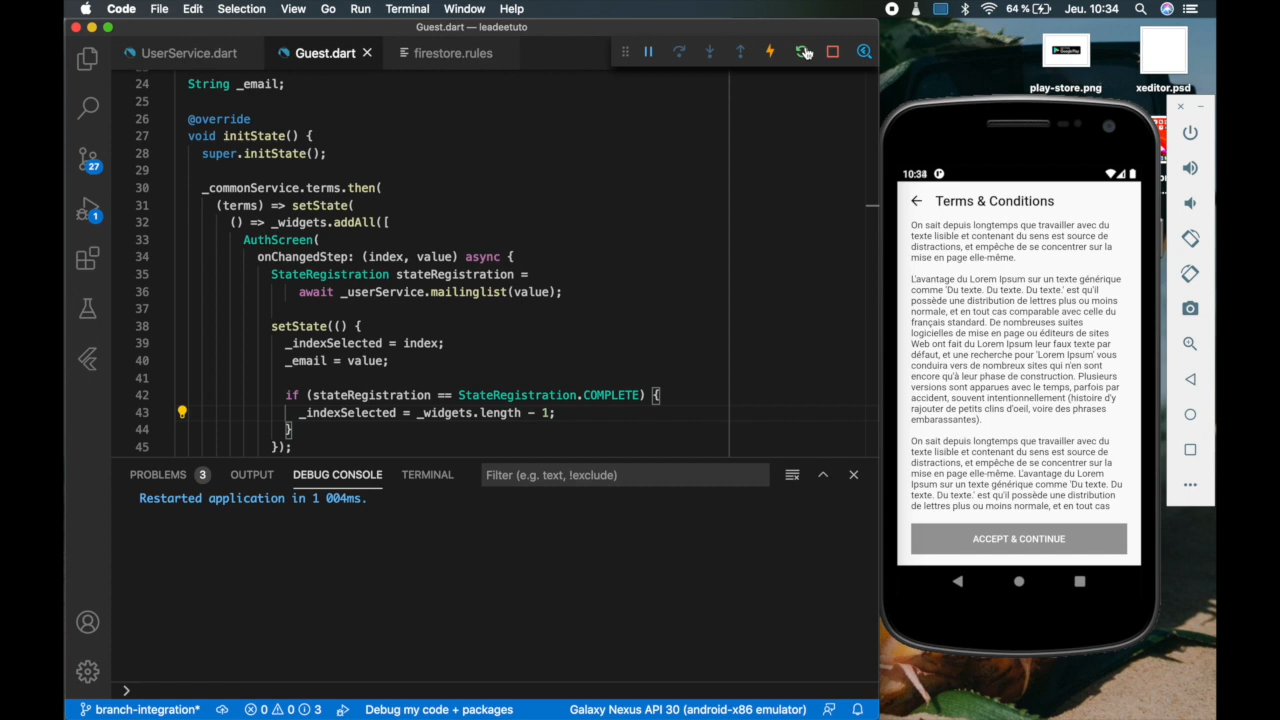 Code File Edit Selection View Go Run Terminal Window Help
64 % Jeu. 10:34
Guest.dart — leadeetuto
UserService.dart
Guest.dart
firestore.rules
24 String _email;
25
26 @override
27 void initState() {
28 super.initState();
29
30 _commonService.terms.then(
31 (terms) => setState(
32 () => _widgets.addAll([
33 AuthScreen(
34 onChangedStep: (index, value) async {
35 StateRegistration stateRegistration =
36 await _userService.mailinglist(value);
37
38 setState(() {
39 _indexSelected = index;
40 _email = value;
41
42 if (stateRegistration == StateRegistration.COMPLETE) {
43 _indexSelected = _widgets.length - 1;
44 }
45 });
27
1
PROBLEMS 3 OUTPUT DEBUG CONSOLE TERMINAL
Filter (e.g. text, !exclude)
Restarted application in 1 004ms.
branch-integration* 0 0 3 Debug my code + packages
Galaxy Nexus API 30 (android-x86 emulator)
play-store.png
xeditor.psd
10:34
Terms & Conditions
On sait depuis longtemps que travailler avec du
texte lisible et contenant du sens est source de
distractions, et empêche de se concentrer sur la
mise en page elle-même.
L'avantage du Lorem Ipsum sur un texte générique
comme 'Du texte. Du texte. Du texte.' est qu'il
possède une distribution de lettres plus ou moins
normale, et en tout cas comparable avec celle du
français standard. De nombreuses suites
logicielles de mise en page ou éditeurs de sites
Web ont fait du Lorem Ipsum leur faux texte par
défaut, et une recherche pour 'Lorem Ipsum' vous
conduira vers de nombreux sites qui n'en sont
encore qu'à leur phase de construction. Plusieurs
versions sont apparues avec le temps, parfois par
accident, souvent intentionnellement (histoire d'y
rajouter de petits clins d'oeil, voire des phrases
embarassantes).
On sait depuis longtemps que travailler avec du
texte lisible et contenant du sens est source de
distractions, et empêche de se concentrer sur la
mise en page elle-même. L'avantage du Lorem
Ipsum sur un texte générique comme 'Du texte. Du
texte. Du texte.' est qu'il possède une distribution
de lettres plus ou moins normale, et en tout cas
ACCEPT & CONTINUE